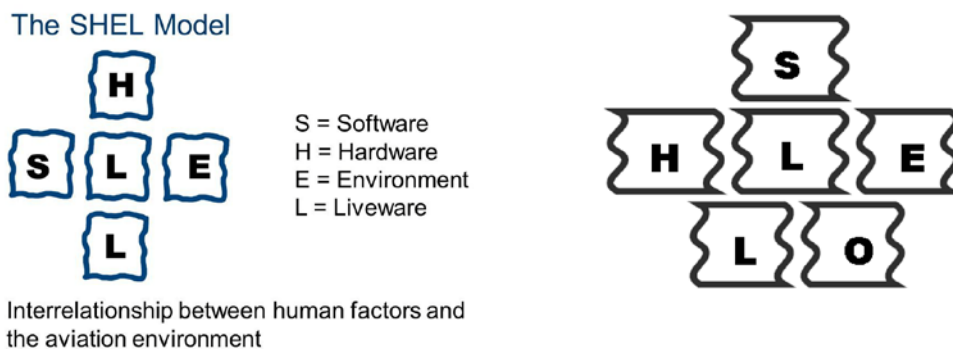 The SHEL Model
H
S L E
L
S = Software
H = Hardware
E = Environment
L = Liveware
Interrelationship between human factors and
the aviation environment
S
H L E
L O